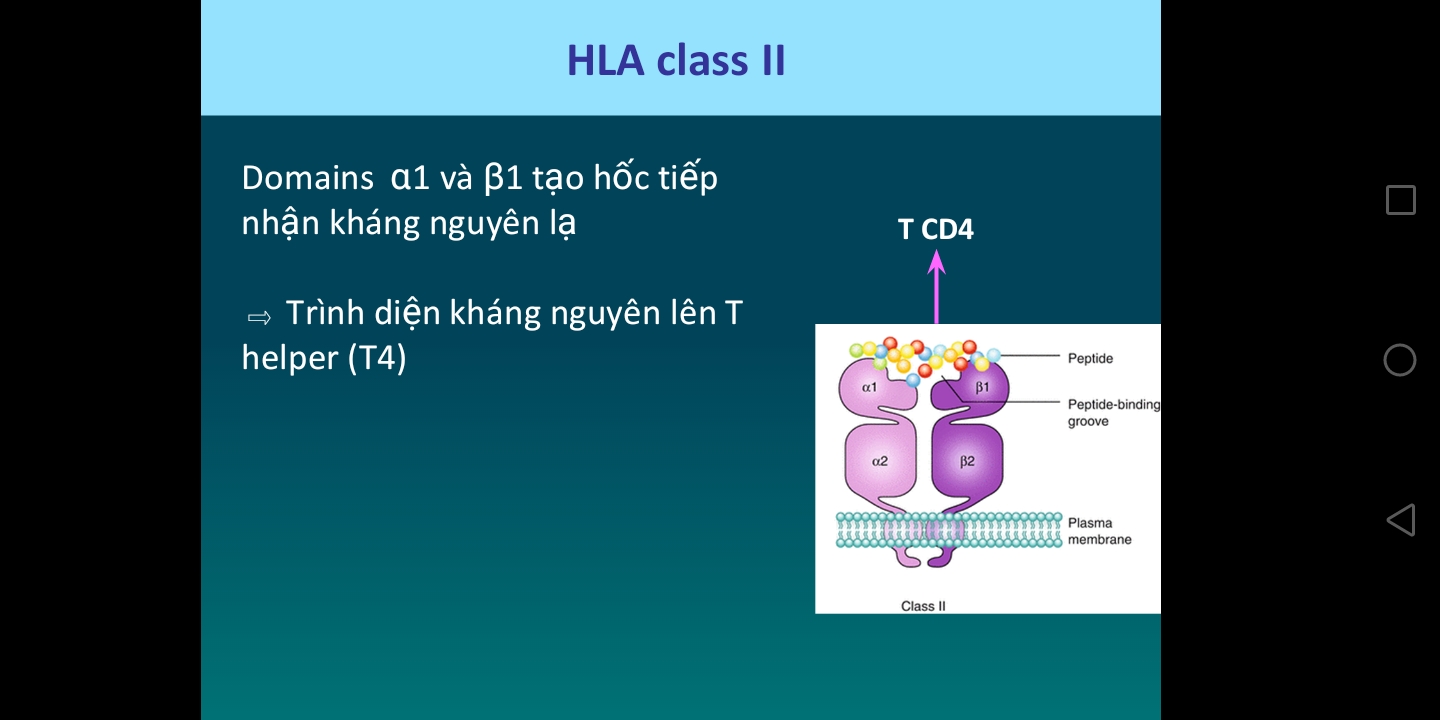 HLA class II
Domains α1 và β1 tạo hốc tiếp
nhận kháng nguyên lạ
⇨ Trình diện kháng nguyên lên T
helper (T4)
T CD4
Peptide
α1
β1
Peptide-binding
groove
α2
β2
Plasma
membrane
Class II